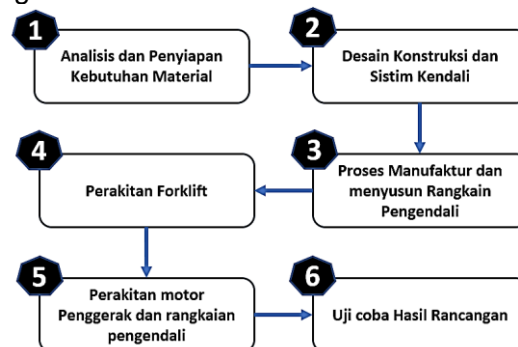 g
1
Analisis dan Penyiapan
Kebutuhan Material
2
Desain Konstruksi dan
Sistim Kendali
3
Proses Manufaktur dan
menyusun Rangkain
Pengendali
4
Perakitan Forklift
5
Perakitan motor
Penggerak dan rangkaian
pengendali
6
Uji coba Hasil Rancangan